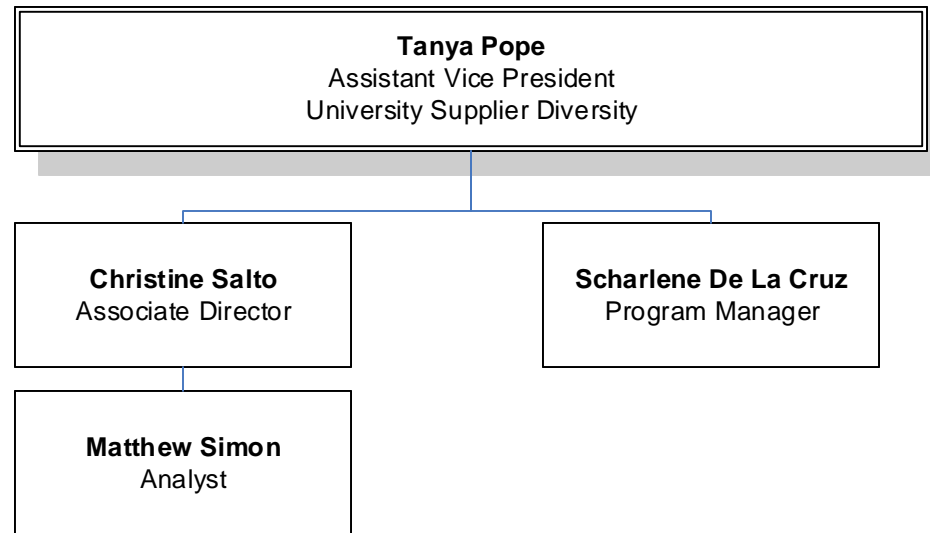 Tanya Pope
Assistant Vice President
University Supplier Diversity
Christine Salto
Associate Director
Scharlene De La Cruz
Program Manager
Matthew Simon
Analyst